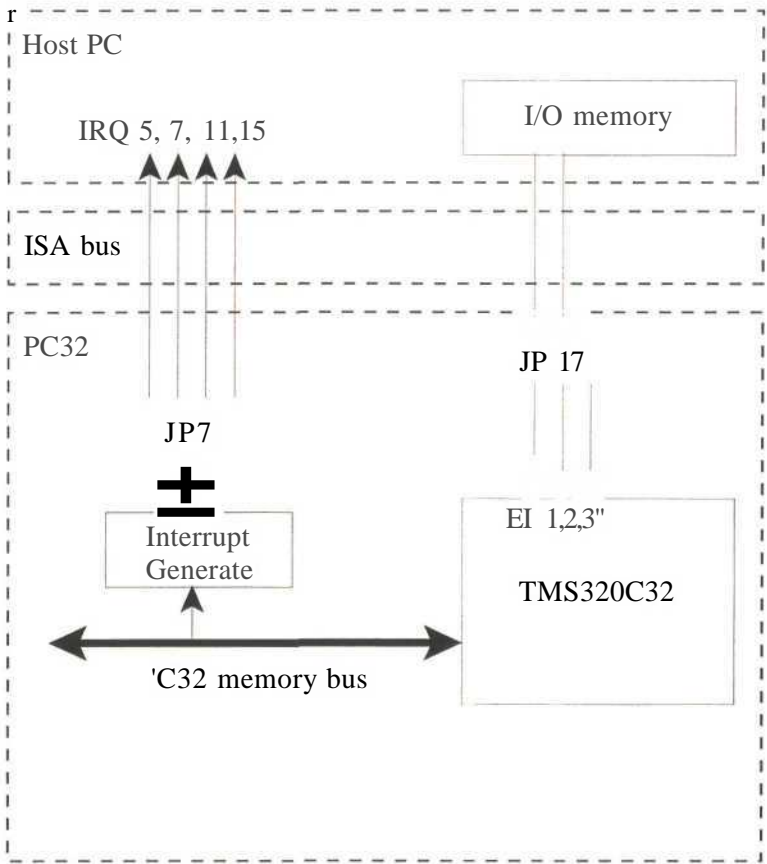 r
Host PC
I/O memory
IRQ 5, 7, 11,15
ISA bus
PC32
JP 17
JP7
Interrupt
Generate
EI 1,2,3"
TMS320C32
'C32 memory bus